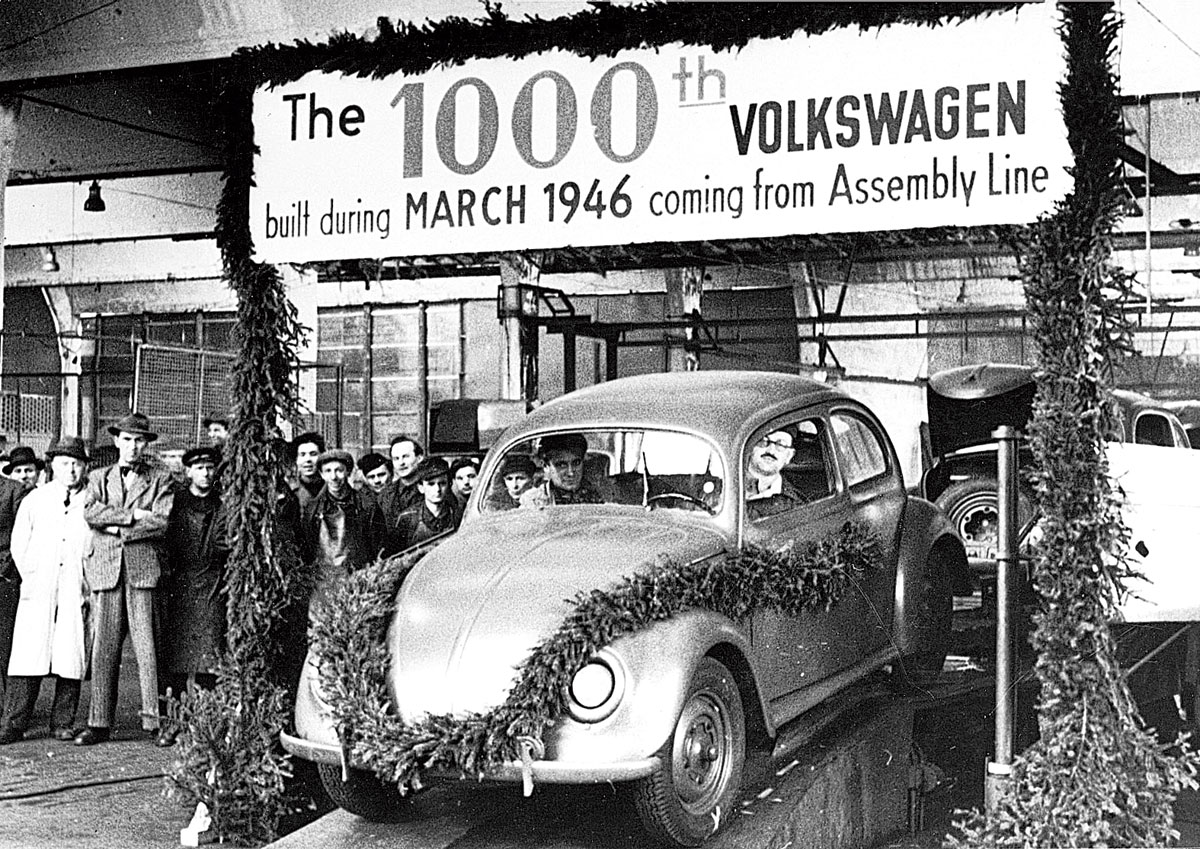 The 1000th VOLKSWAGEN
built during MARCH 1946 coming from Assembly Line